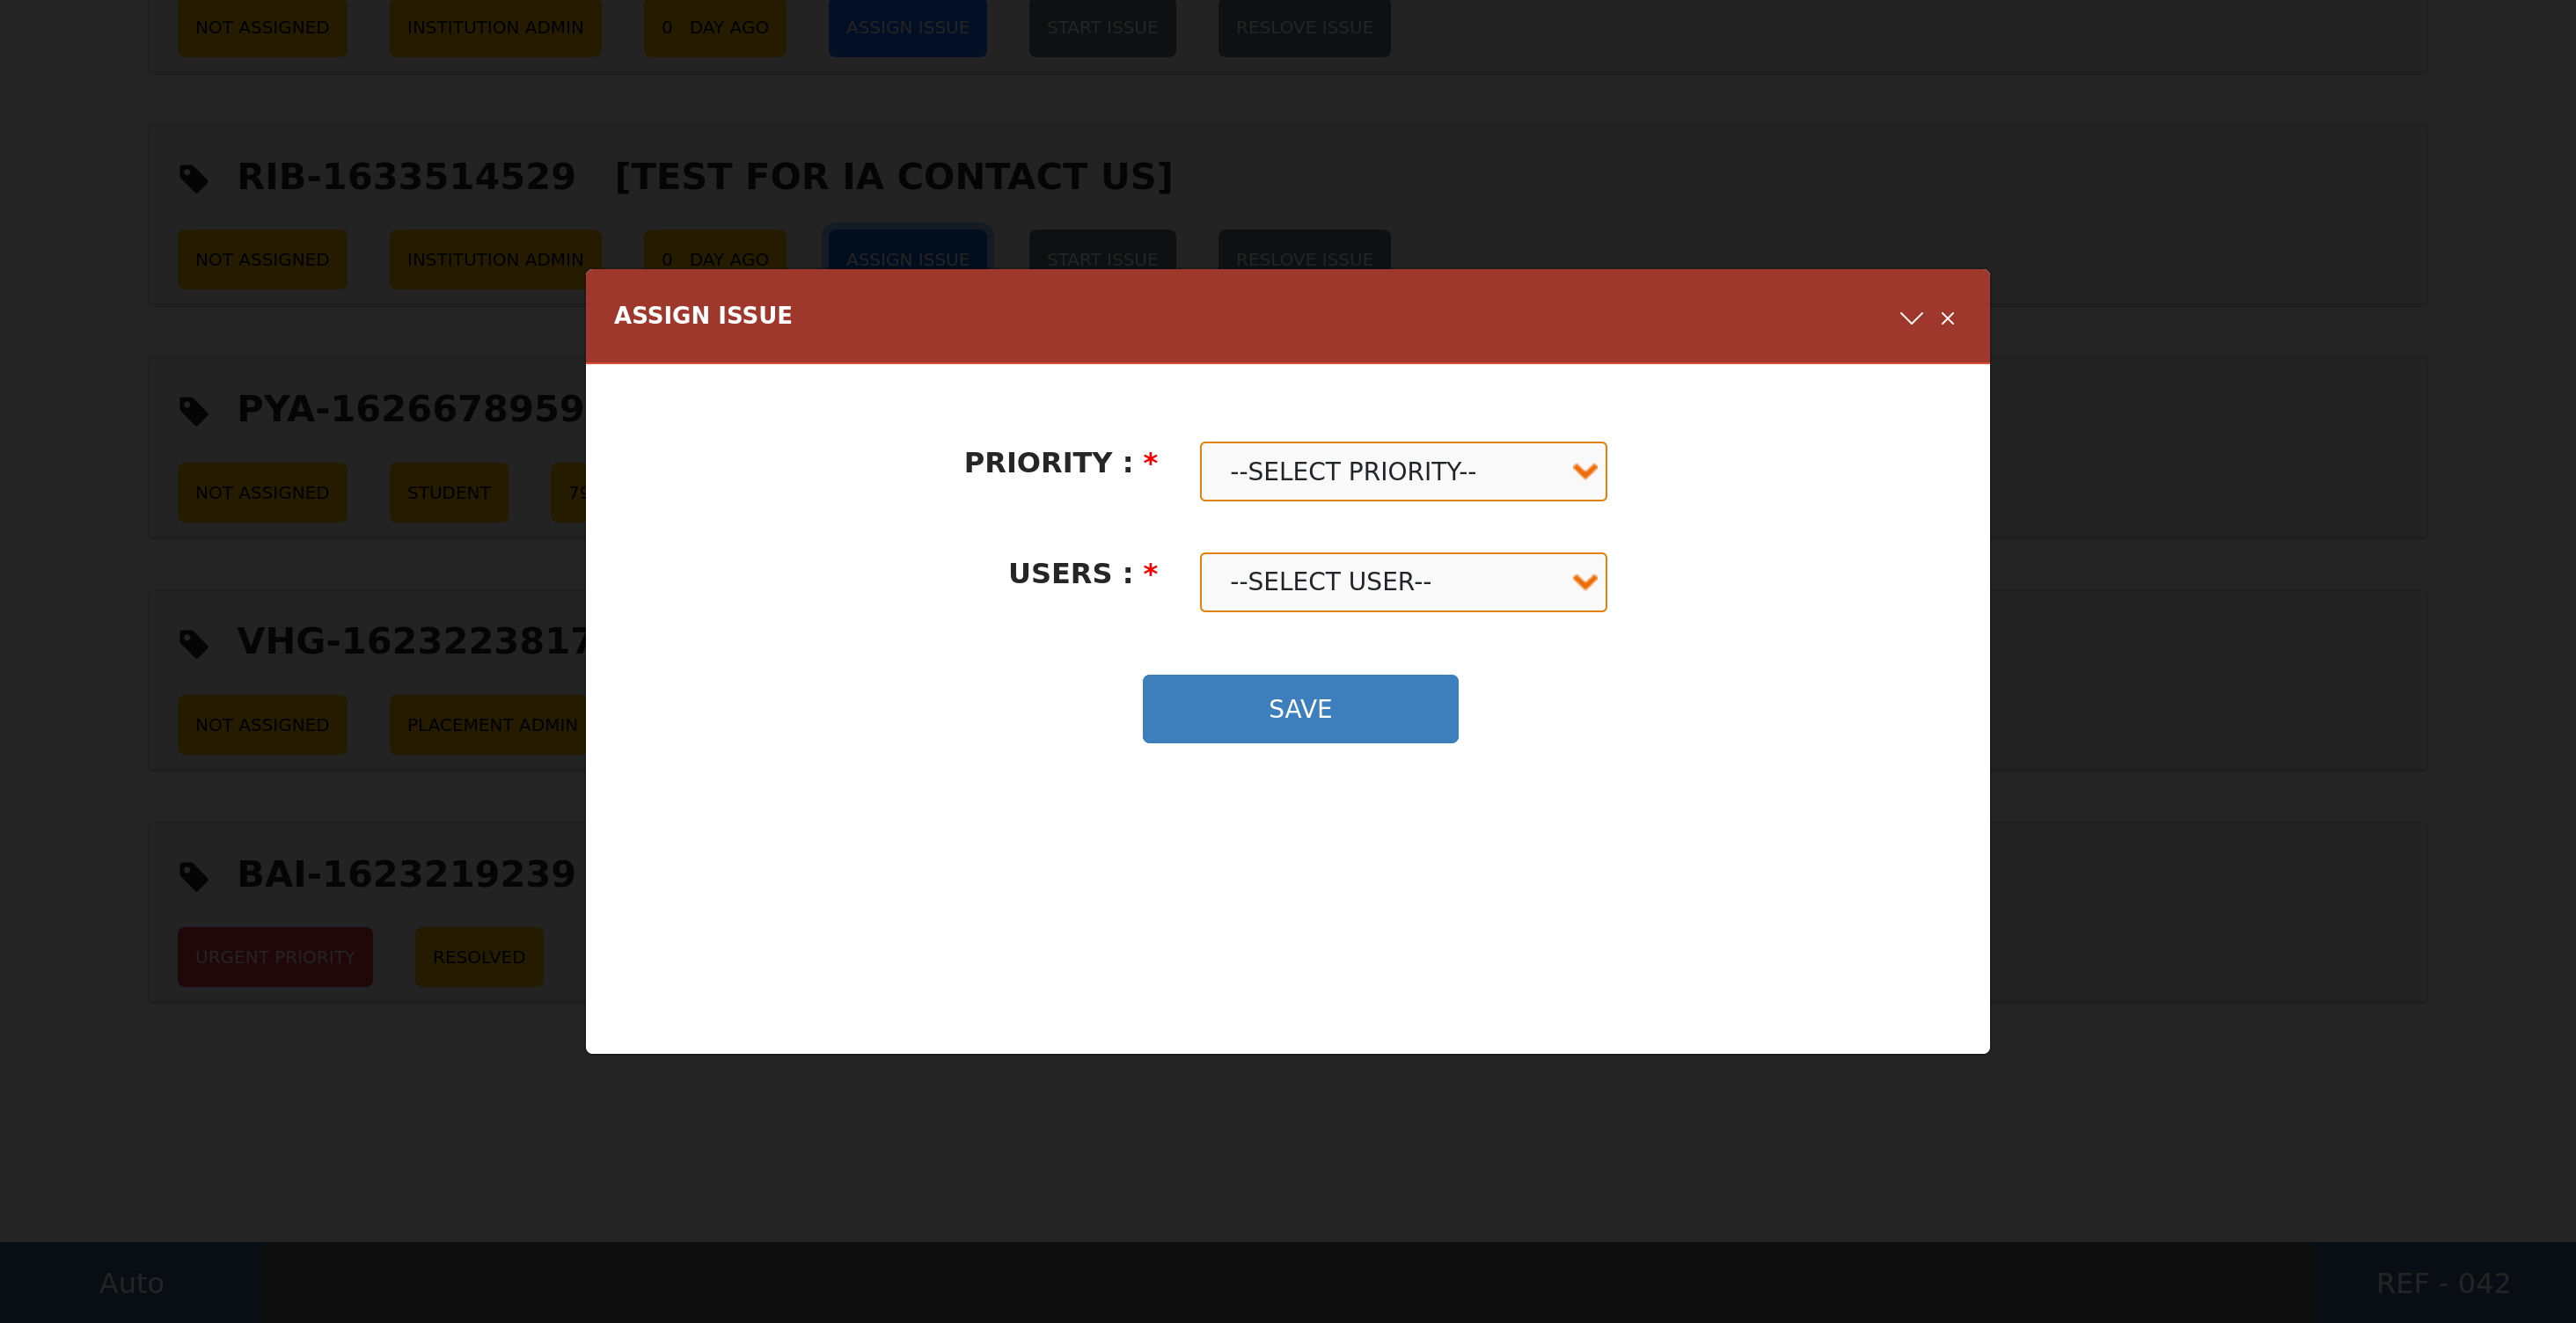 NOT ASSIGNED INSTITUTION ADMIN 0 DAY AGO ASSIGN ISSUE START ISSUE RESLOVE ISSUE
RIB-1633514529 [TEST FOR IA CONTACT US]
NOT ASSIGNED INSTITUTION ADMIN 0 DAY AGO ASSIGN ISSUE START ISSUE RESLOVE ISSUE
ASSIGN ISSUE
PYA-1626678959
PRIORITY : * --SELECT PRIORITY--
NOT ASSIGNED STUDENT 79
USERS : * --SELECT USER--
VHG-1623223817
SAVE
NOT ASSIGNED PLACEMENT ADMIN
BAI-1623219239
URGENT PRIORITY RESOLVED
Auto REF - 042